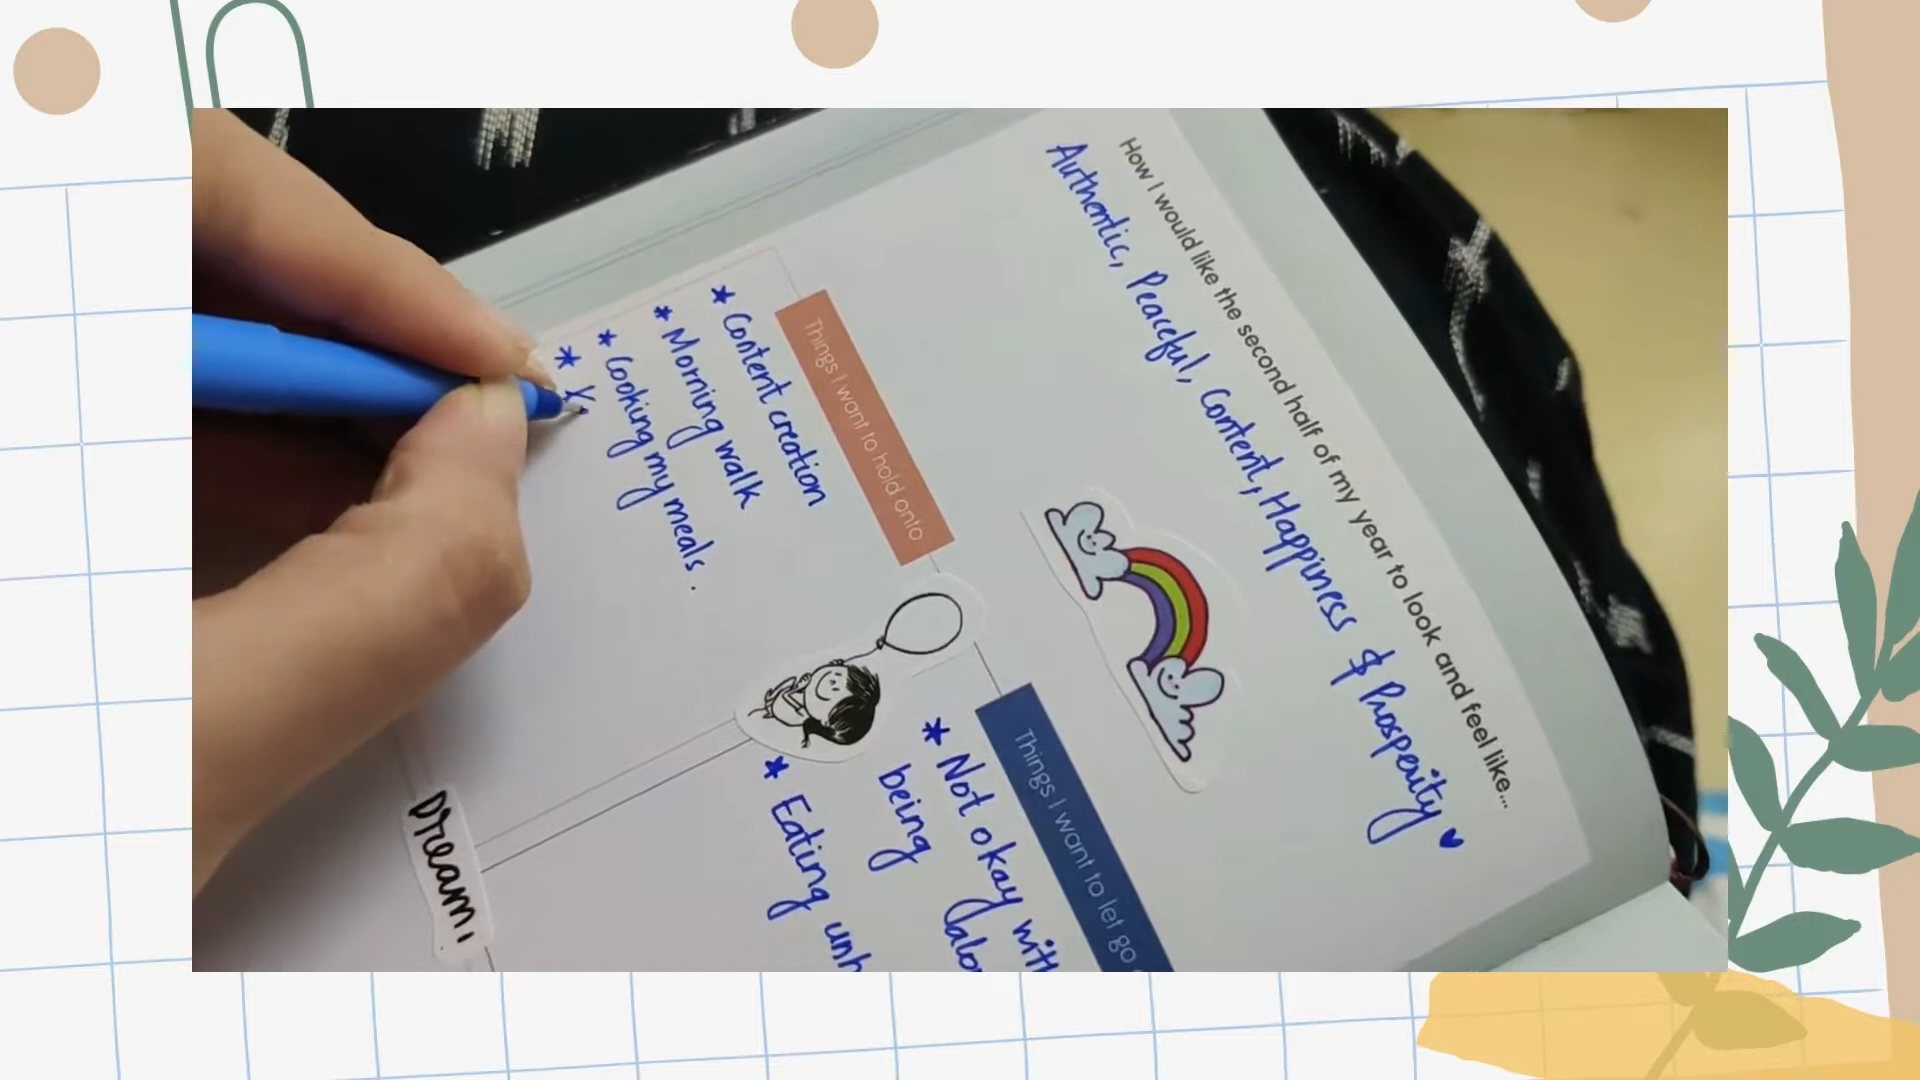 How I would like the second half of my year to look and feel like...
Authentic, Peaceful, Content, Happiness & Prosperity
Things I want to hold onto
* Content creation
* Morning walk
* Cooking my meals.
*
Things I want to let go
* Not okay with
being
* Eating
Dream